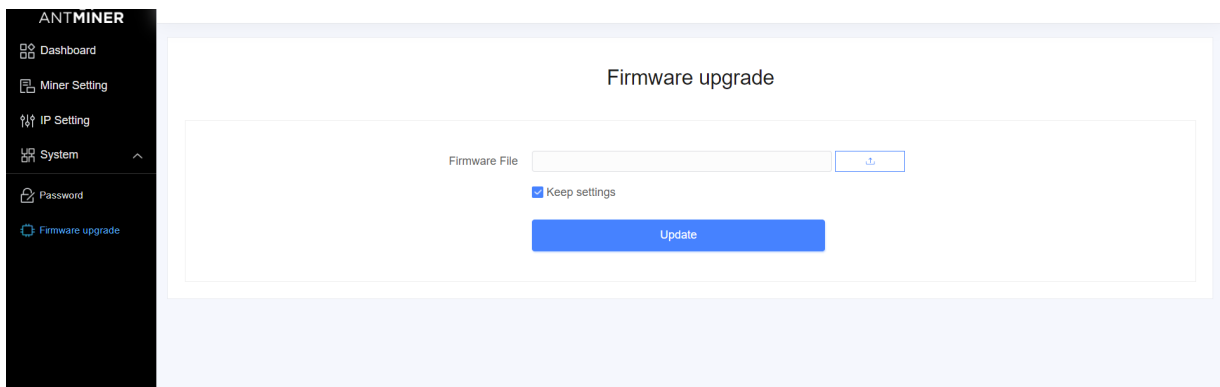 ANTMINER
Dashboard
Miner Setting
IP Setting
System
Password
Firmware upgrade
Firmware upgrade
Firmware File
Keep settings
Update